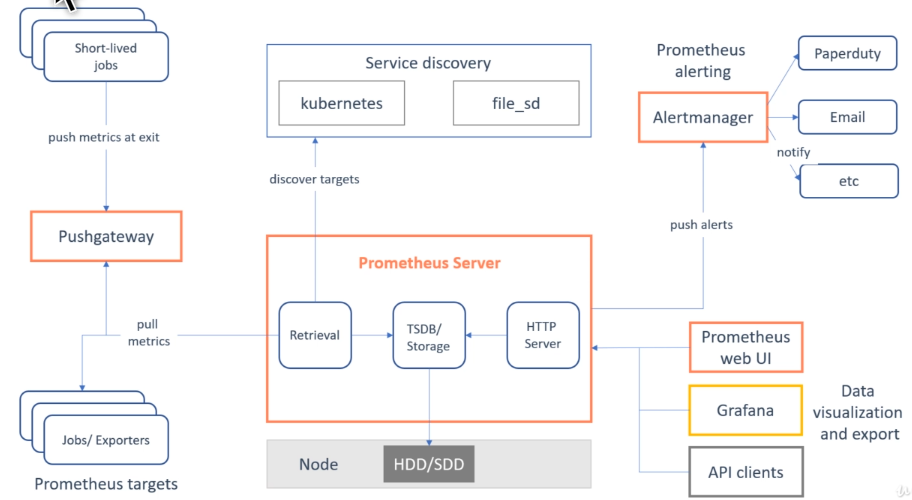 Short-lived
jobs
push metrics at exit
Pushgateway
pull
metrics
Jobs/ Exporters
Prometheus targets
Service discovery
kubernetes
file_sd
discover targets
Prometheus Server
Retrieval
TSDB/
Storage
HTTP
Server
Node
HDD/SDD
Prometheus
alerting
Alertmanager
Paperduty
Email
notify
etc
push alerts
Prometheus
web UI
Grafana
API clients
Data
visualization
and export